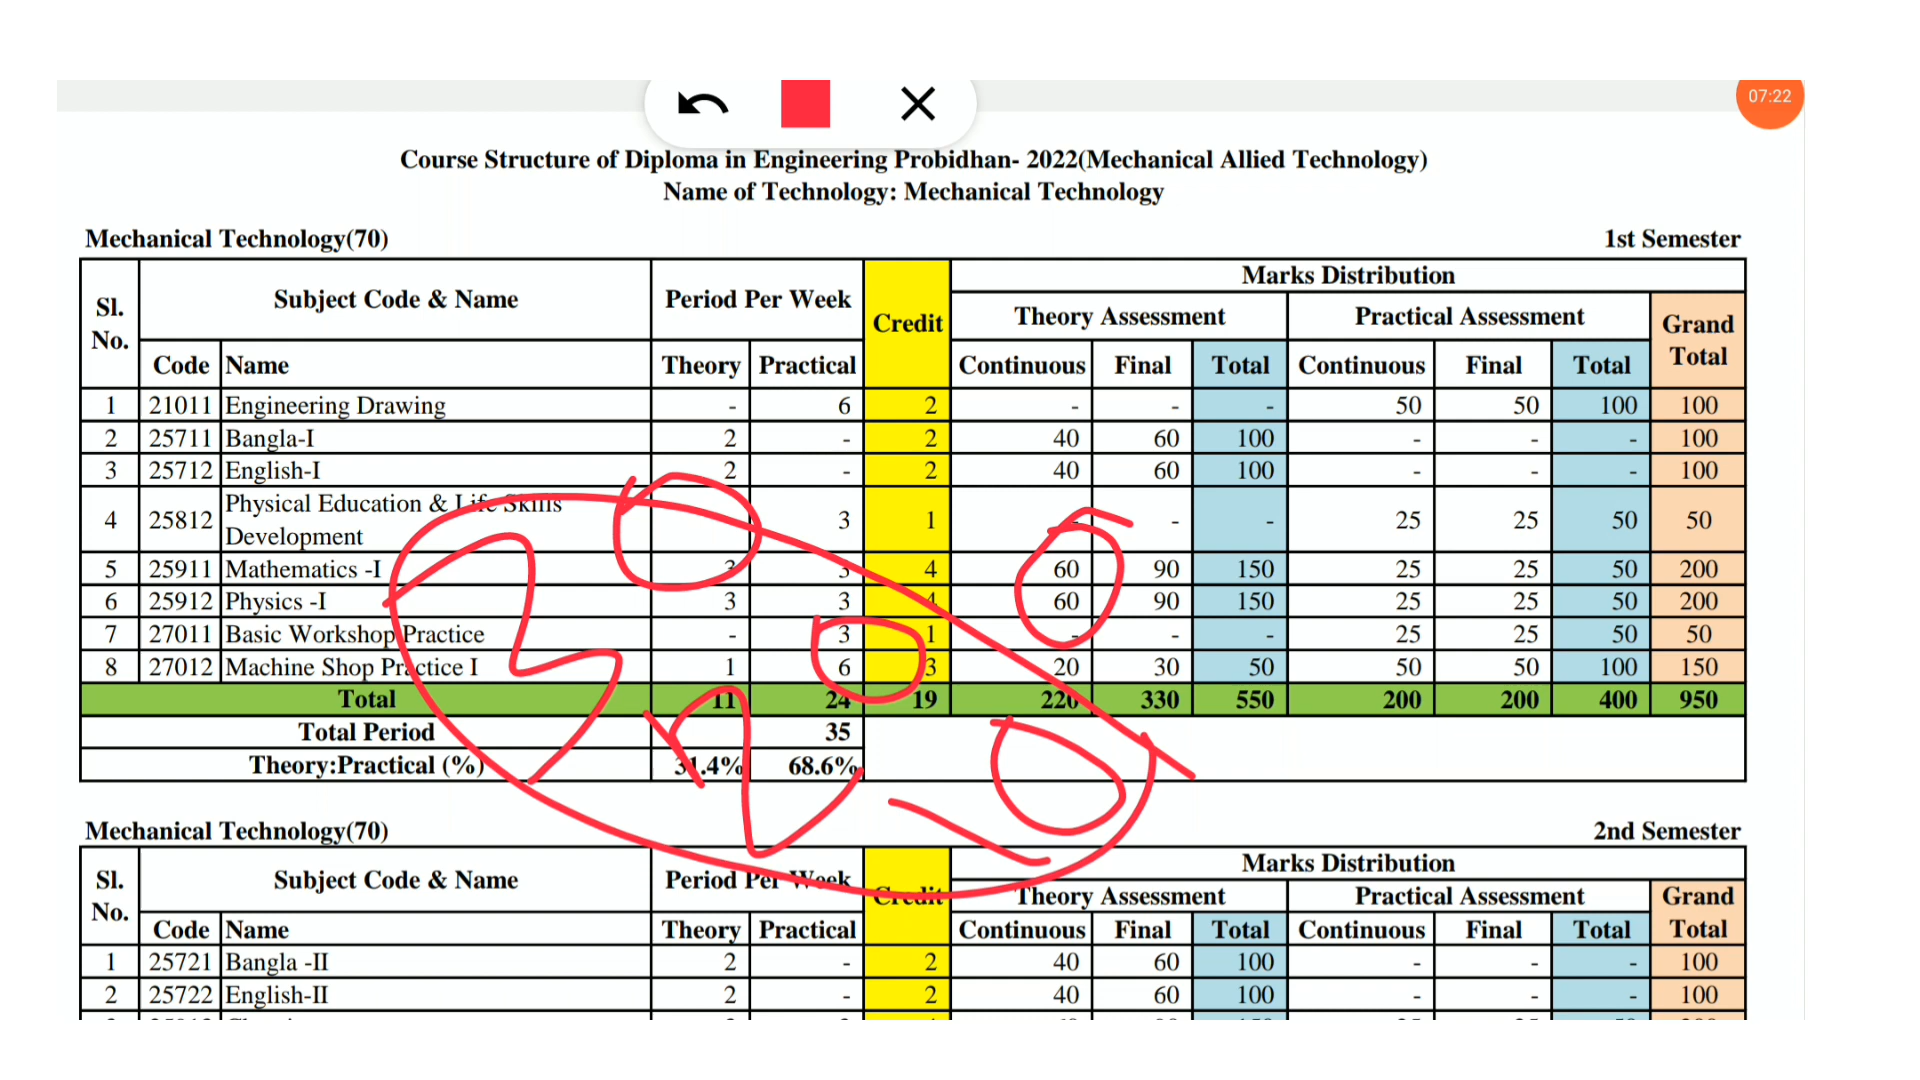 07:22
Course Structure of Diploma in Engineering Probidhan- 2022(Mechanical Allied Technology)
Name of Technology: Mechanical Technology
Mechanical Technology(70) 1st Semester
Sl. No. Subject Code & Name Period Per Week Credit Marks Distribution
Theory Assessment Practical Assessment Grand Total
Code Name Theory Practical Continuous Final Total Continuous Final Total
1 21011 Engineering Drawing - 6 2 - - - 50 50 100 100
2 25711 Bangla-I 2 - 2 40 60 100 - - - 100
3 25712 English-I 2 - 2 40 60 100 - - - 100
4 25812 Physical Education & Life Skills Development 3 1 - - - 25 25 50 50
5 25911 Mathematics -I 3 3 4 60 90 150 25 25 50 200
6 25912 Physics -I 3 3 4 60 90 150 25 25 50 200
7 27011 Basic Workshop Practice - 3 1 - - - 25 25 50 50
8 27012 Machine Shop Practice I 1 6 3 20 30 50 50 50 100 150
Total 11 24 19 220 330 550 200 200 400 950
Total Period 35
Theory:Practical (%) 31.4% 68.6%
Mechanical Technology(70) 2nd Semester
Sl. No. Subject Code & Name Period Per Week Credit Marks Distribution
Theory Assessment Practical Assessment Grand Total
Code Name Theory Practical Continuous Final Total Continuous Final Total
1 25721 Bangla -II 2 - 2 40 60 100 - - - 100
2 25722 English-II 2 - 2 40 60 100 - - - 100